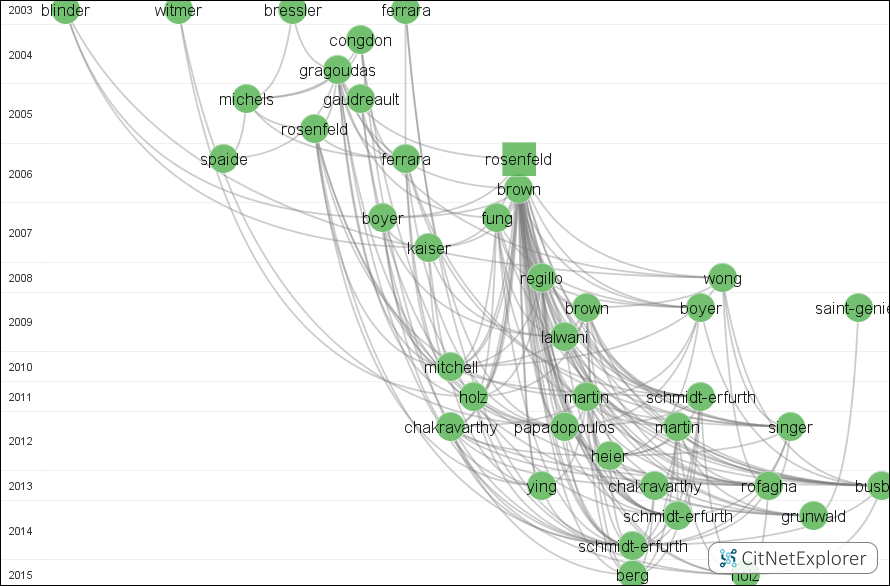 2003 blinder witmer bressler ferrara
congdon
2004
gragoudas
michels gaudreault
2005
rosenfeld
spaide ferrara rosenfeld
2006
brown
boyer fung
2007
kaiser
2008 regillo wong
brown boyer saint-genie
2009
lalwani
2010 mitchell
2011 holz martin schmidt-erfurth
chakravarthy papadopoulos martin singer
2012
heier
2013 ying chakravarthy rofagha busb
schmidt-erfurth grunwald
2014
schmidt-erfurth
CitNetExplorer
2015 berg holz